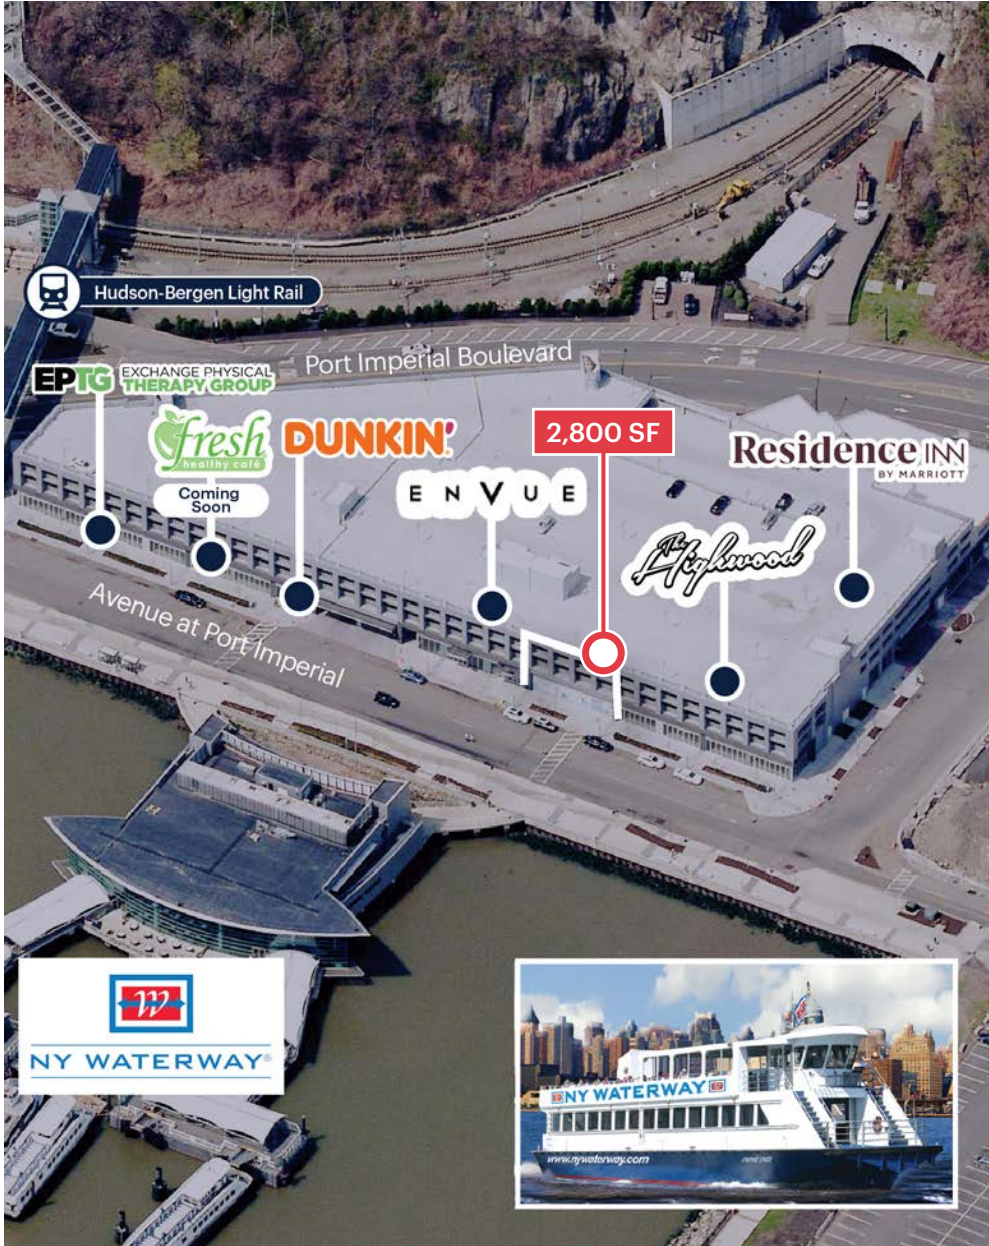 Hudson-Bergen Light Rail
Port Imperial Boulevard
EPTG EXCHANGE PHYSICAL
THERAPY GROUP
fresh
healthy café
Coming
Soon
DUNKIN'
ENVUE
2,800 SF
The Highwood
Residence INN
BY MARRIOTT
Avenue at Port Imperial
W
NY WATERWAY®
NY WATERWAY
www.nywaterway.com